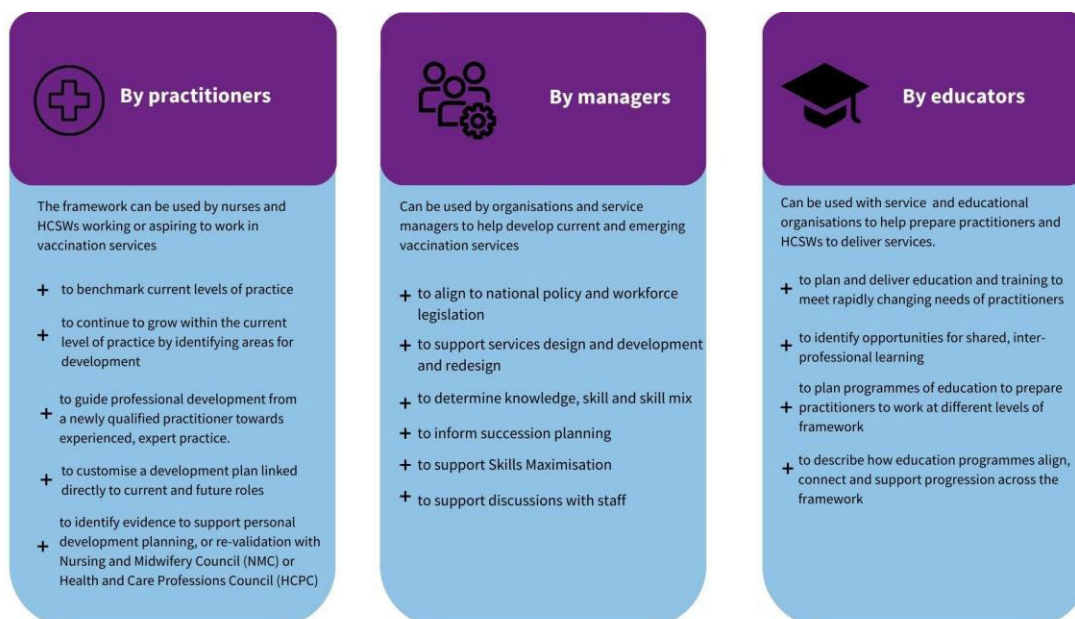 By practitioners
The framework can be used by nurses and
HCSWs working or aspiring to work in
vaccination services
+ to benchmark current levels of practice
to continue to grow within the current
+ level of practice by identifying areas for
development
to guide professional development from
+ a newly qualified practitioner towards
experienced, expert practice.
+ to customise a development plan linked
directly to current and future roles
to identify evidence to support personal
+ development planning, or re-validation with
Nursing and Midwifery Council (NMC) or
Health and Care Professions Council (HCPC)
By managers
Can be used by organisations and service
managers to help develop current and emerging
vaccination services
+ to align to national policy and workforce
legislation
+ to support services design and development
and redesign
+ to determine knowledge, skill and skill mix
+ to inform succession planning
+ to support Skills Maximisation
+ to support discussions with staff
By educators
Can be used with service and educational
organisations to help prepare practitioners and
HCSWs to deliver services.
+ to plan and deliver education and training to
meet rapidly changing needs of practitioners
+ to identify opportunities for shared, inter-
professional learning
to plan programmes of education to prepare
+ practitioners to work at different levels of
framework
+ to describe how education programmes align,
connect and support progression across the
framework